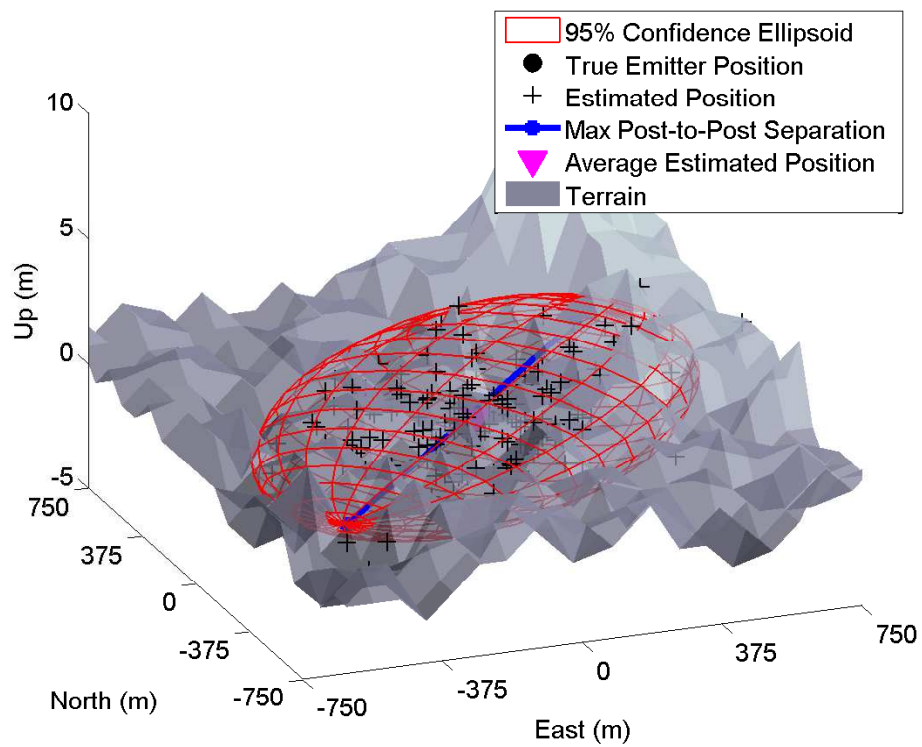 95% Confidence Ellipsoid
True Emitter Position
Estimated Position
Max Post-to-Post Separation
Average Estimated Position
Terrain
10
5
0
-5
Up (m)
750
375
0
-375
-750
North (m)
-750
-375
0
375
750
East (m)